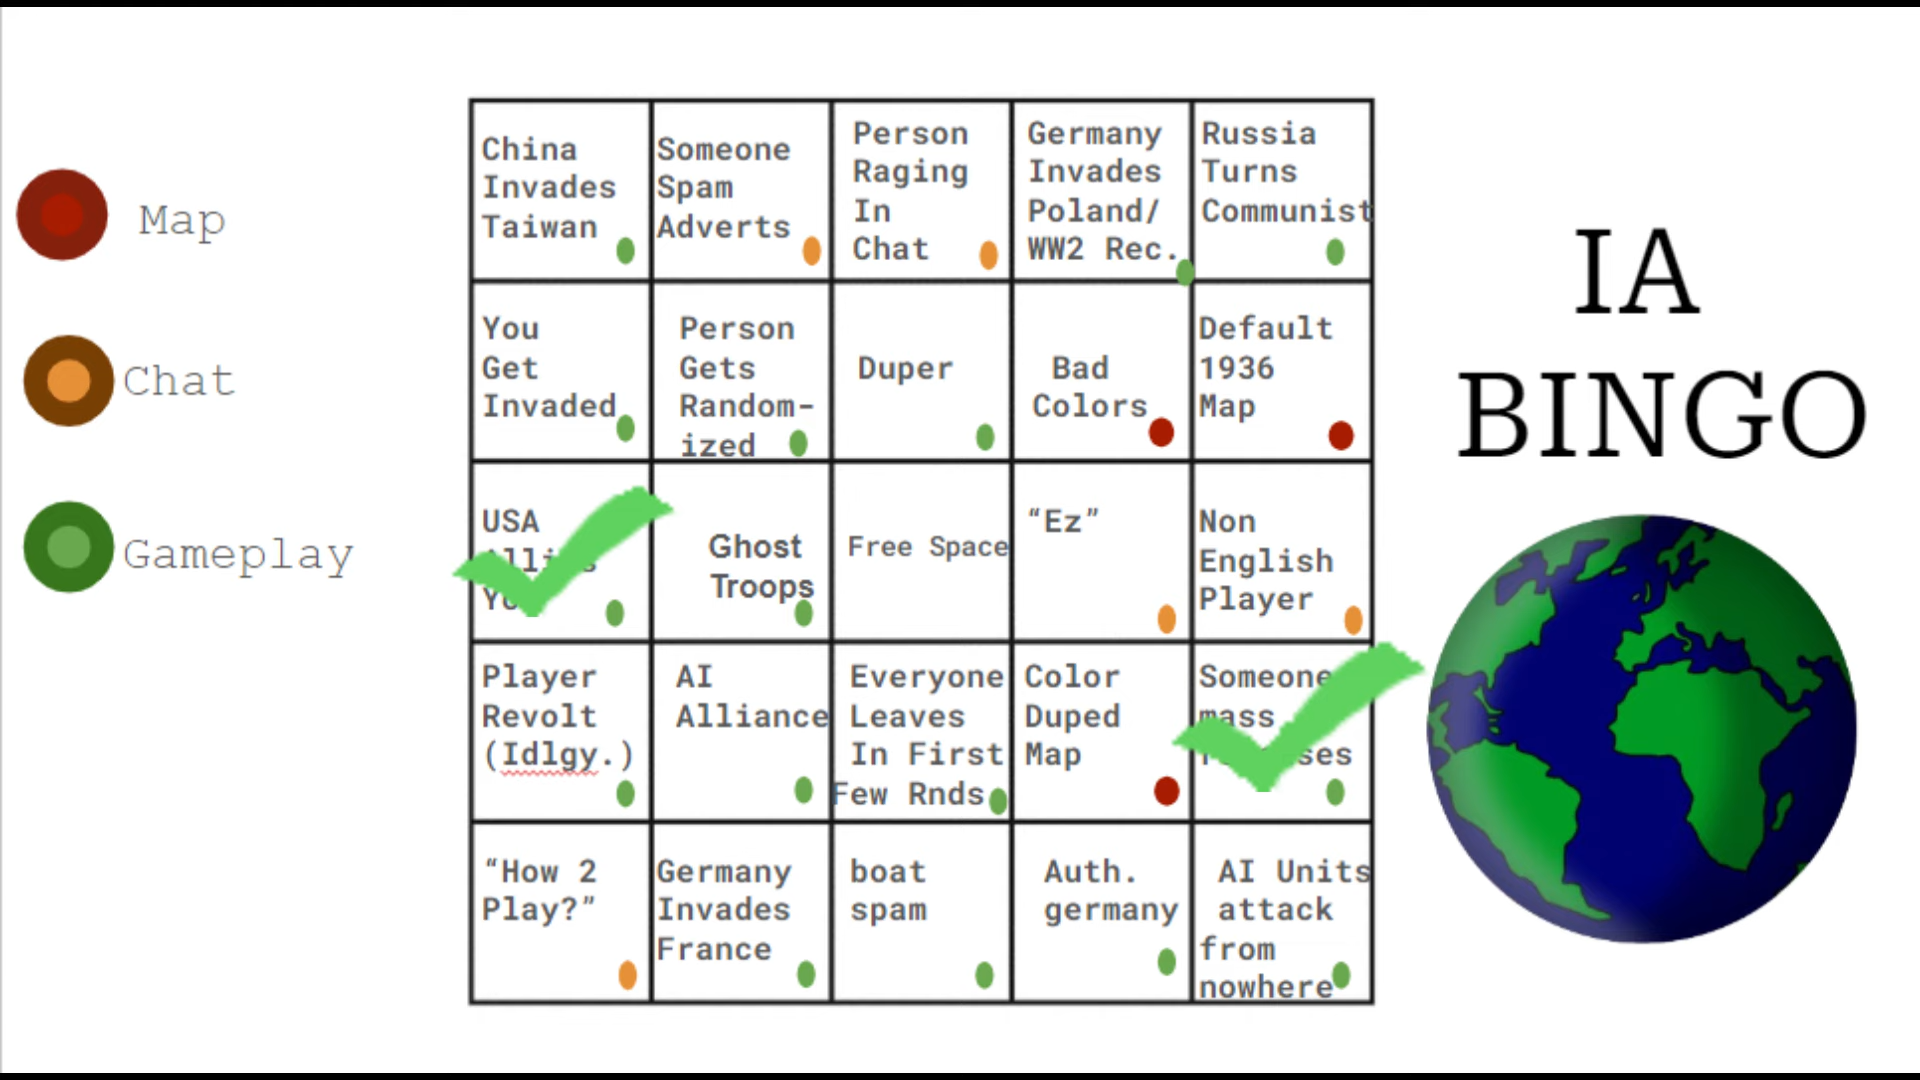 Map
Chat
Gameplay
China
Invades
Taiwan
Someone
Spam
Adverts
Person
Raging
In
Chat
Germany
Invades
Poland/
WW2 Rec.
Russia
Turns
Communist
You
Get
Invaded
Person
Gets
Random-
ized
Duper
Bad
Colors
Default
1936
Map
USA
Ghost
Troops
Free Space
“Ez”
Non
English
Player
Player
Revolt
(Idlgy.)
AI
Alliance
Everyone
Leaves
In First
Few Rnds
Color
Duped
Map
Someone
mass
“How 2
Play?”
Germany
Invades
France
boat
spam
Auth.
germany
AI Units
attack
from
nowhere
IA
BINGO